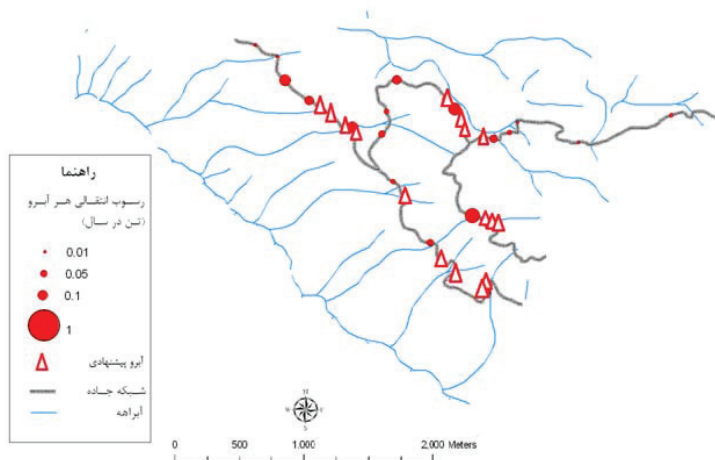 راهنما
رسوب انتقالی هر آبرو
(تن در سال)
0.01
0.05
0.1
1
آبرو پیشنهادی
شبکه جاده
آبراهه
N
W E
S
0 500 1.000 2,000 Meters